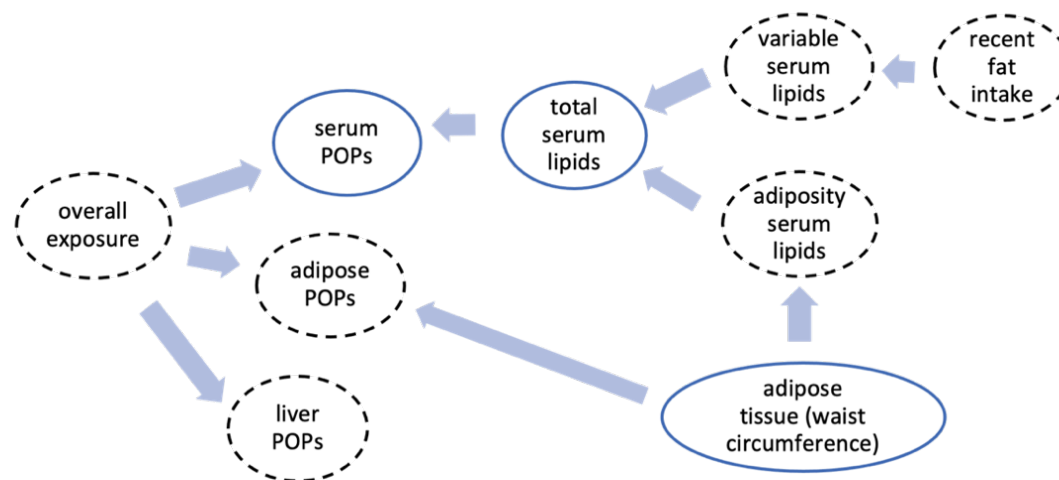 variable
serum
lipids
recent
fat
intake
total
serum
lipids
serum
POPs
adiposity
serum
lipids
overall
exposure
adipose
POPs
adipose
tissue (waist
circumference)
liver
POPs